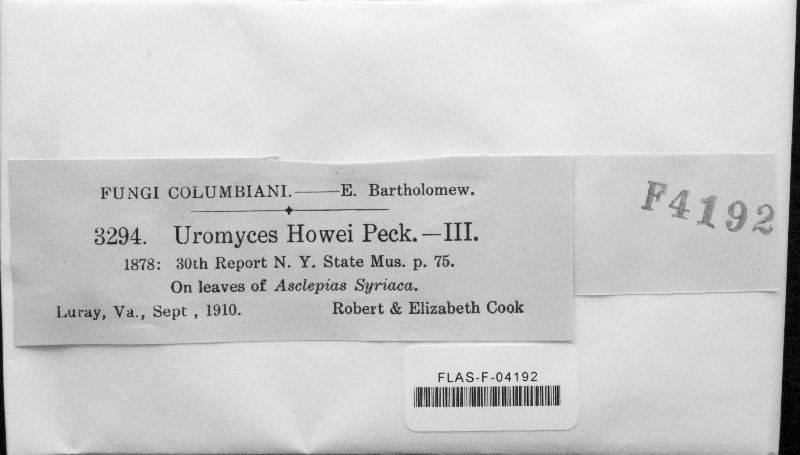 FUNGI COLUMBIANI.——E. Bartholomew.
3294. Uromyces Howei Peck.—III.
1878: 30th Report N. Y. State Mus. p. 75.
On leaves of Asclepias Syriaca.
Luray, Va., Sept , 1910. Robert & Elizabeth Cook
F4192
FLAS-F-04192